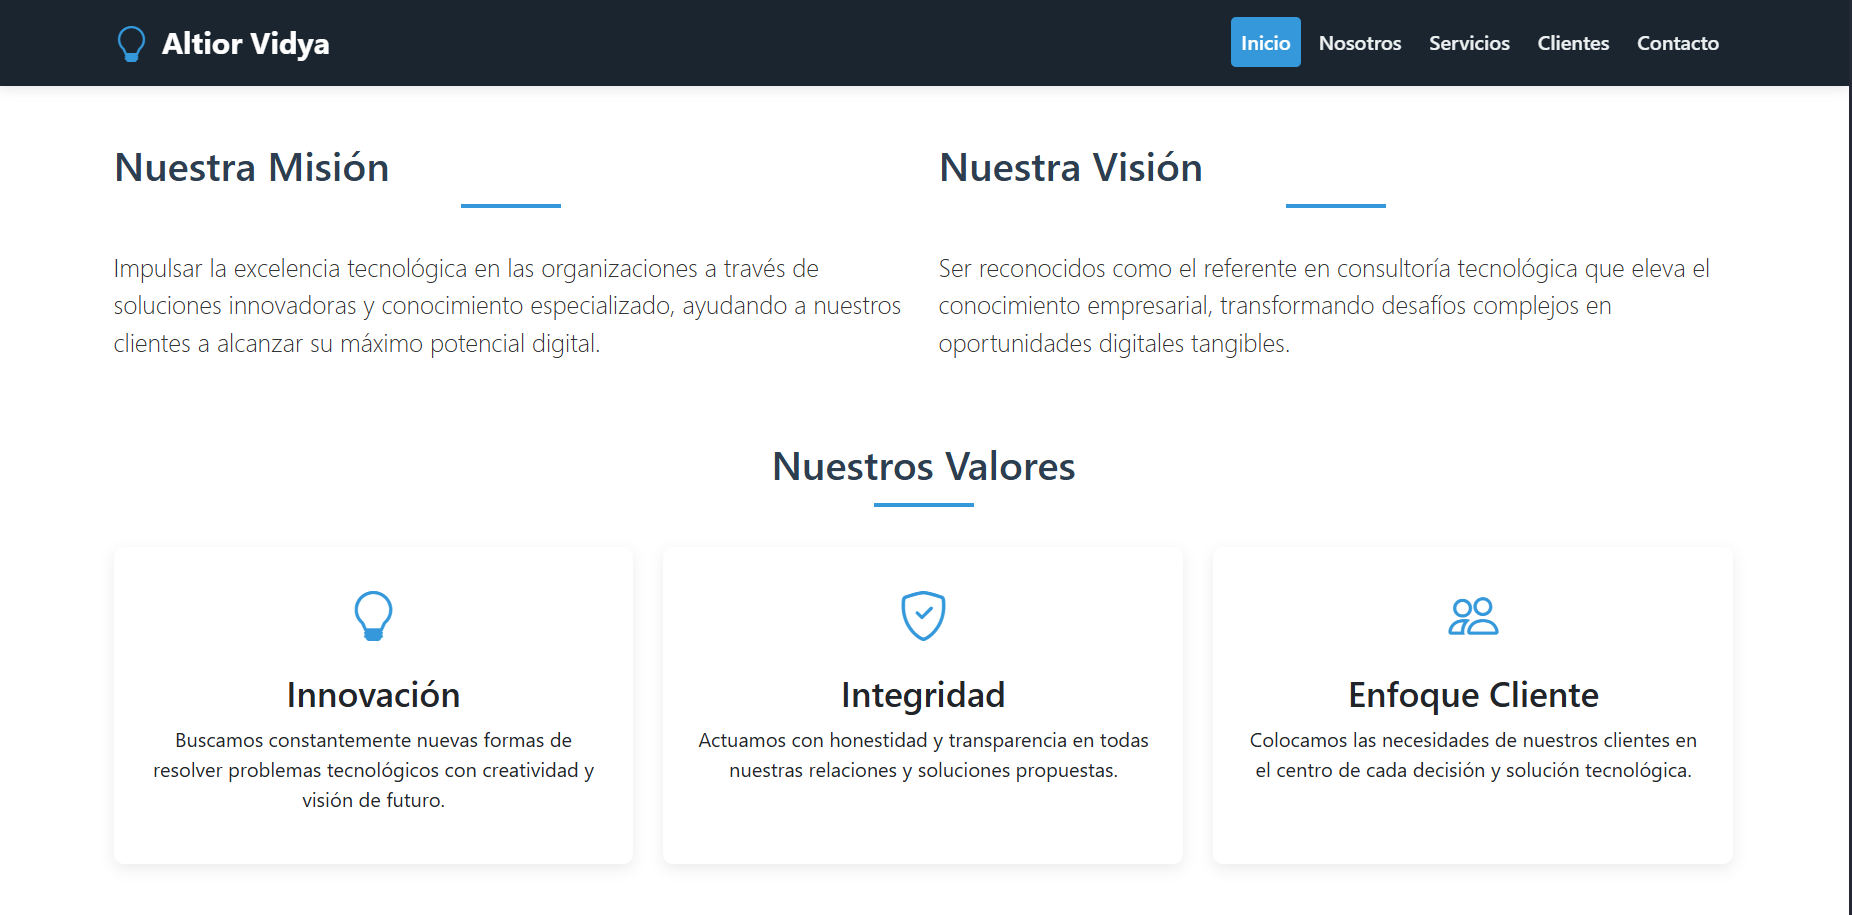 Altior Vidya
Inicio
Nosotros
Servicios
Clientes
Contacto
Nuestra Misión
Impulsar la excelencia tecnológica en las organizaciones a través de
soluciones innovadoras y conocimiento especializado, ayudando a nuestros
clientes a alcanzar su máximo potencial digital.
Nuestra Visión
Ser reconocidos como el referente en consultoría tecnológica que eleva el
conocimiento empresarial, transformando desafíos complejos en
oportunidades digitales tangibles.
Nuestros Valores
Innovación
Buscamos constantemente nuevas formas de
resolver problemas tecnológicos con creatividad y
visión de futuro.
Integridad
Actuamos con honestidad y transparencia en todas
nuestras relaciones y soluciones propuestas.
Enfoque Cliente
Colocamos las necesidades de nuestros clientes en
el centro de cada decisión y solución tecnológica.